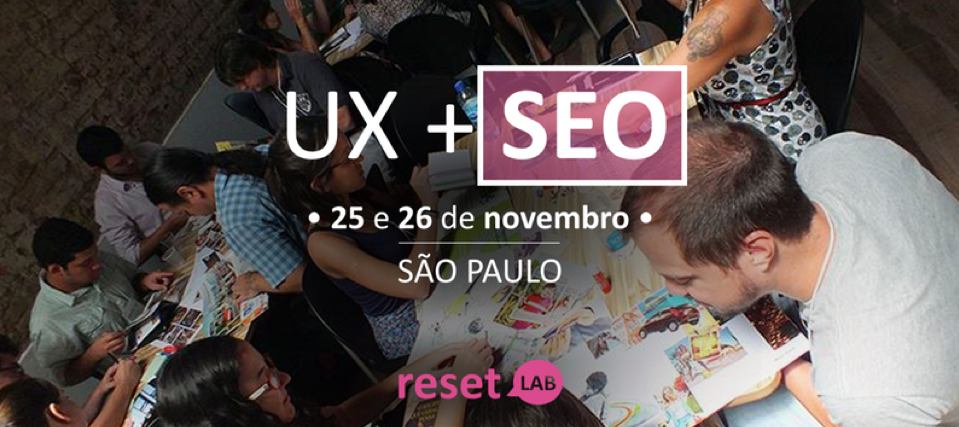 UX + SEO
• 25 e 26 de novembro •
SÃO PAULO
reset LAB